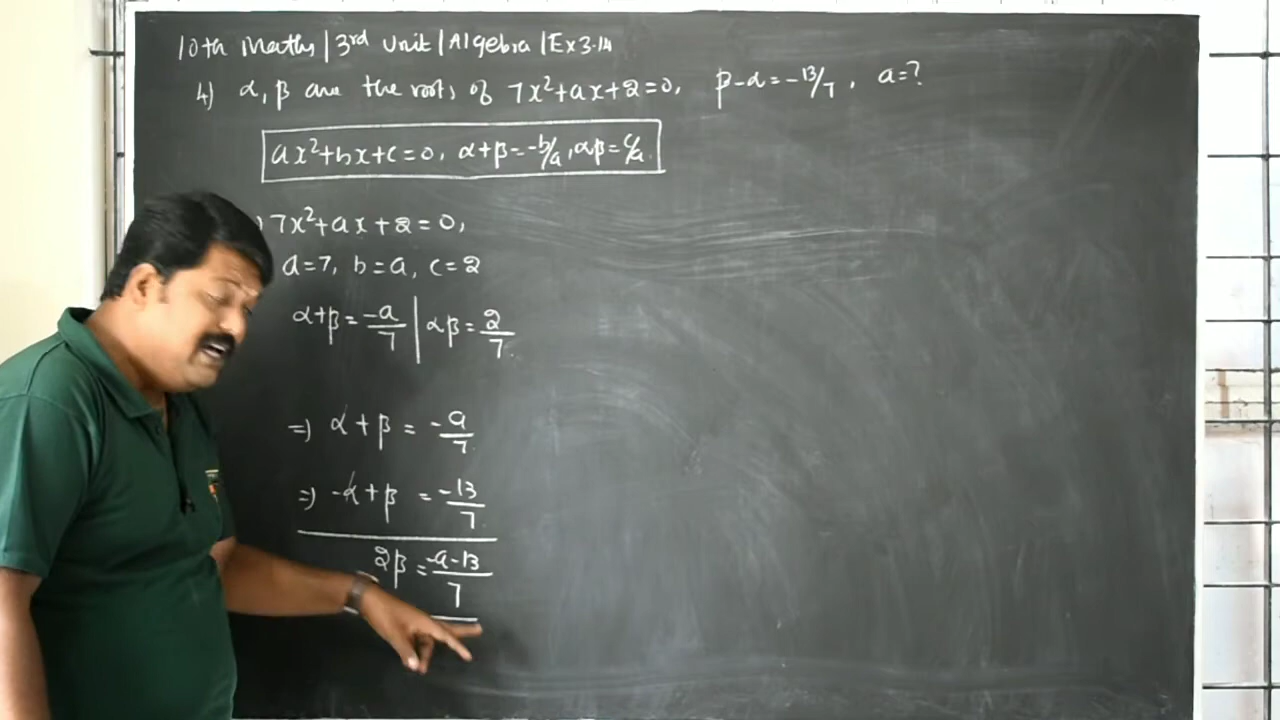 10th Maths | 3rd Unit | Algebra | Ex 3.14
4) α, β are the roots of 7x²+ax+2=0, β-α=-13/7, a=?
ax²+bx+c=0, α+β=-b/a, αβ=c/a.
) 7x²+ax+2=0,
a=7, b=a, c=2
α+β=-a/7 | αβ=2/7.
=) α+β = -a/7
=) -α+β = -13/7
2β = -a-13/7